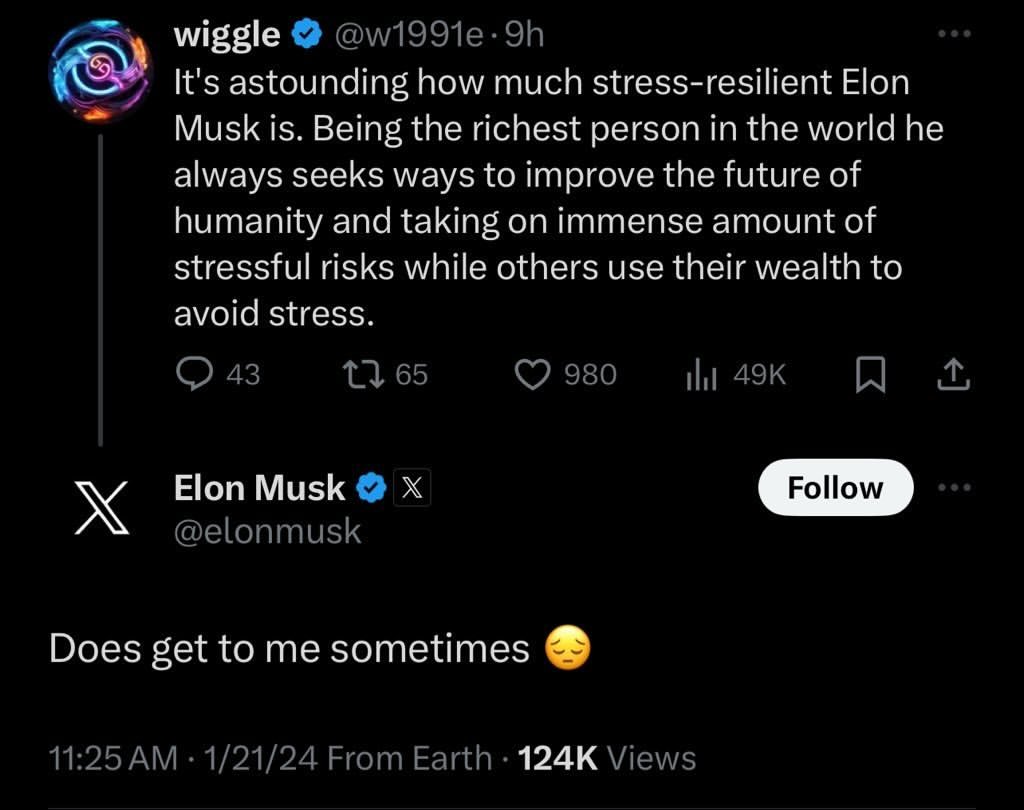 wiggle @w1991e · 9h
It's astounding how much stress-resilient Elon
Musk is. Being the richest person in the world he
always seeks ways to improve the future of
humanity and taking on immense amount of
stressful risks while others use their wealth to
avoid stress.
43 65 980 49K
Elon Musk
Follow
@elonmusk
Does get to me sometimes 😔
11:25 AM · 1/21/24 From Earth · 124K Views